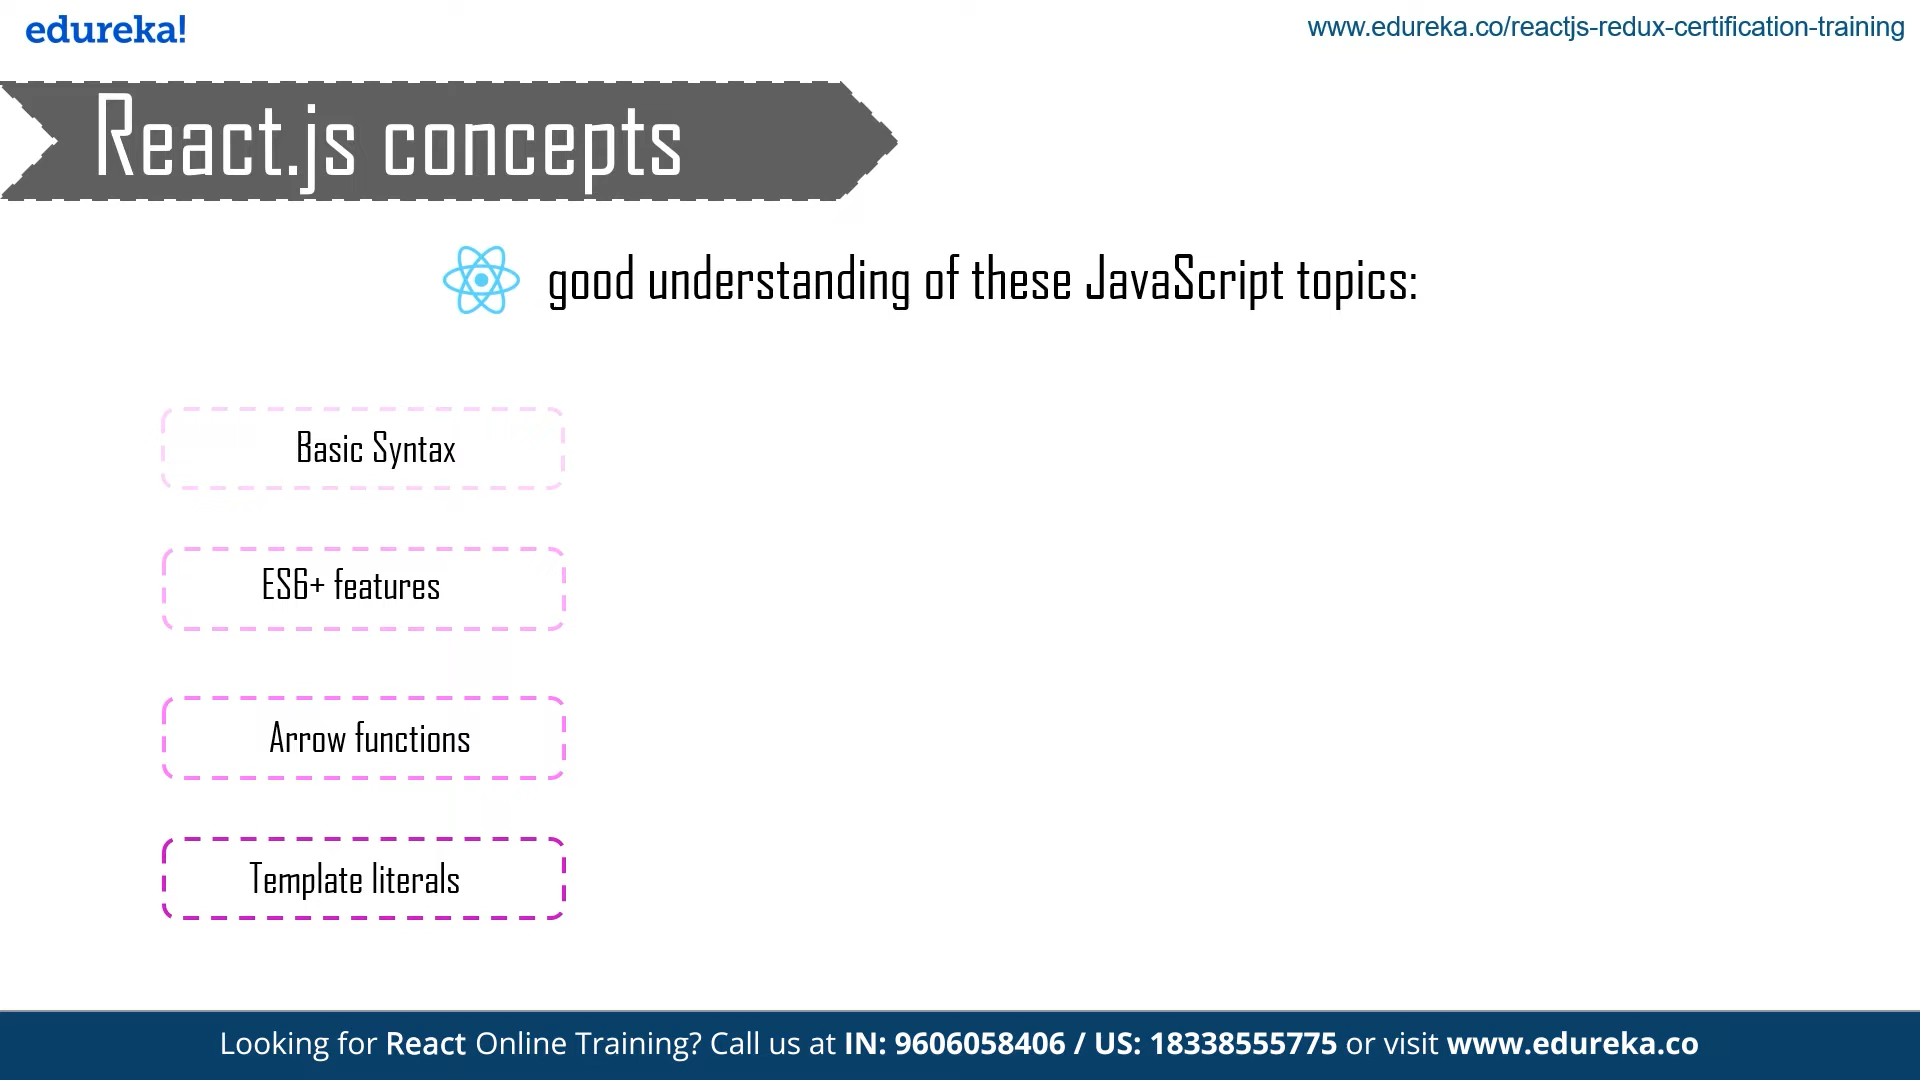 edureka!
www.edureka.co/reactjs-redux-certification-training
React.js concepts
good understanding of these JavaScript topics:
Basic Syntax
ES6+ features
Arrow functions
Template literals
Looking for React Online Training? Call us at IN: 9606058406 / US: 18338555775 or visit www.edureka.co